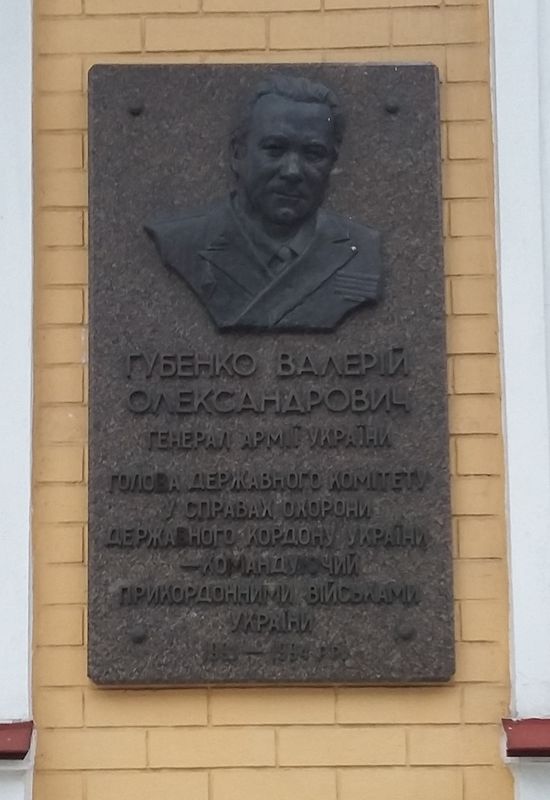 ГУБЕНКО ВАЛЕРІЙ
ОЛЕКСАНДРОВИЧ
ГЕНЕРАЛ АРМІЇ УКРАЇНИ
ГОЛОВА ДЕРЖАВНОГО КОМІТЕТУ
У СПРАВАХ ОХОРОНИ
ДЕРЖАВНОГО КОРДОНУ УКРАЇНИ
—КОМАНДУЮЧИЙ
ПРИКОРДОННИМИ ВІЙСЬКАМИ
УКРАЇНИ
— 1994 РР.